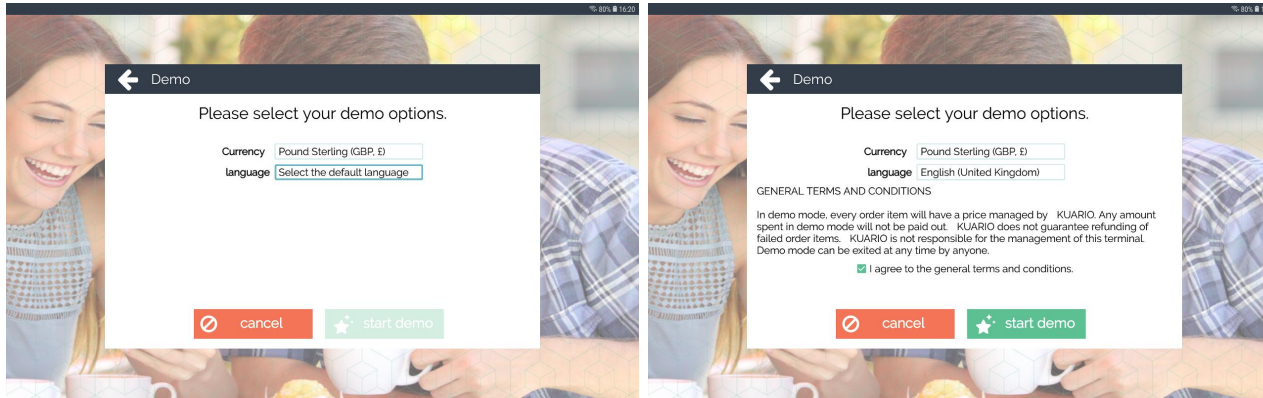 80% 16:20
Demo
Please select your demo options.
Currency Pound Sterling (GBP, £)
language Select the default language
cancel start demo
80%
Demo
Please select your demo options.
Currency Pound Sterling (GBP, £)
language English (United Kingdom)
GENERAL TERMS AND CONDITIONS
In demo mode, every order item will have a price managed by KUARIO. Any amount
spent in demo mode will not be paid out. KUARIO does not guarantee refunding of
failed order items. KUARIO is not responsible for the management of this terminal.
Demo mode can be exited at any time by anyone.
I agree to the general terms and conditions.
cancel start demo